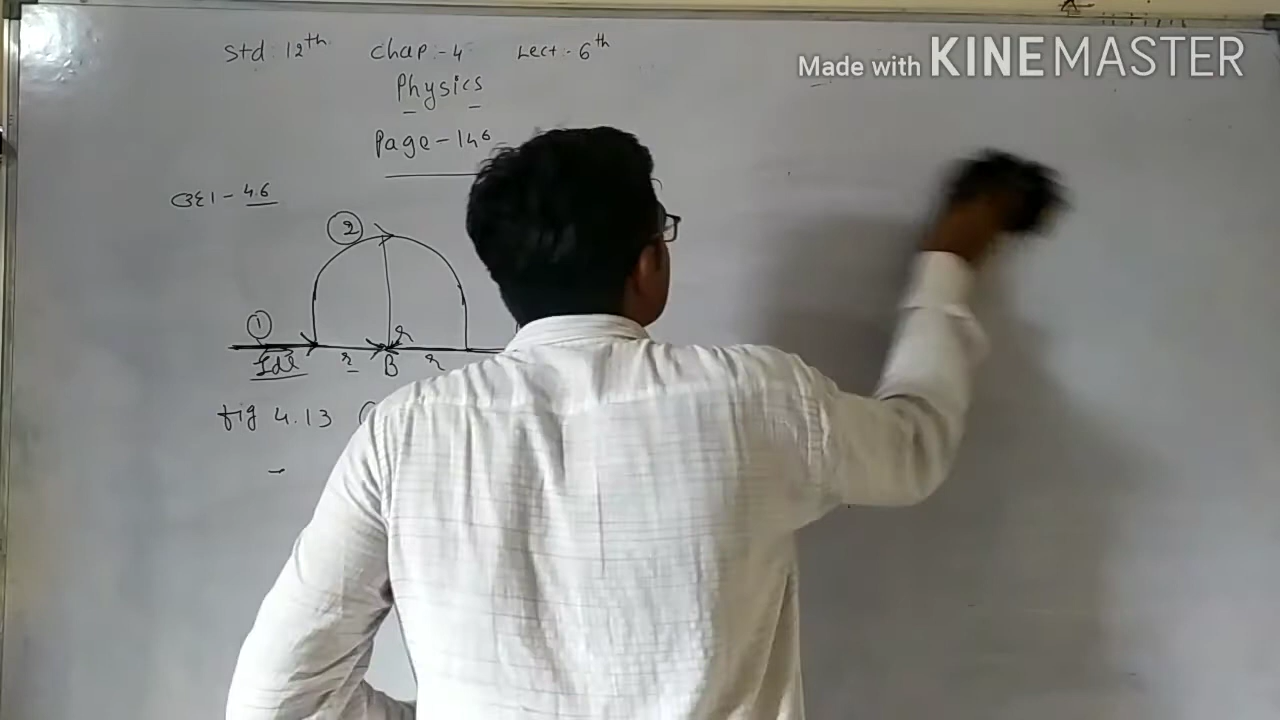 Std: 12th Chap:-4 Lect:-6th
Made with KINEMASTER
Physics
Page-146
4.6
2
1
Idl r B r
r
fig 4.13